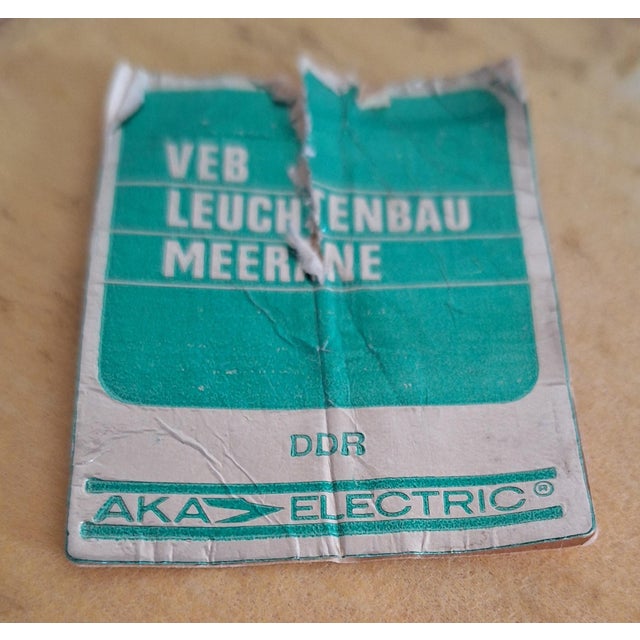 VEB
LEUCHTENBAU
MEERANE
DDR
AKA ELECTRIC®